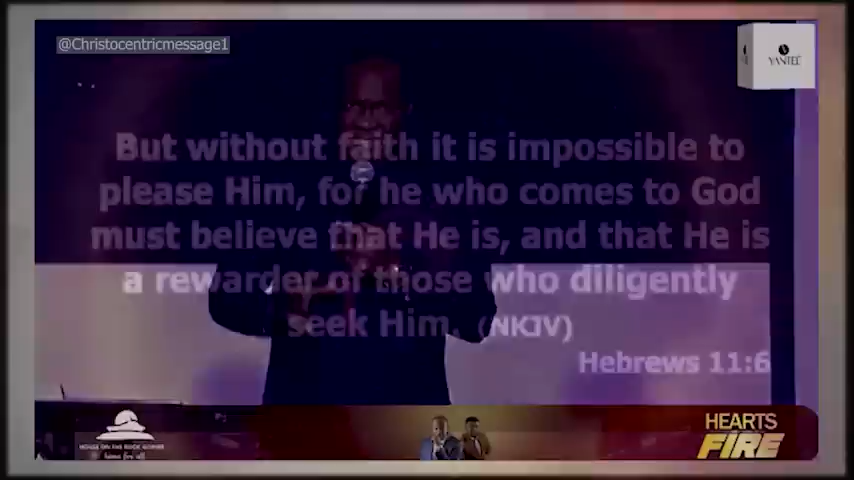 @Christocentricmessage1
YANTEC
But without faith it is impossible to
please Him, for he who comes to God
must believe that He is, and that He is
a rewarder of those who diligently
seek Him. (NKJV)
Hebrews 11:6
HEARTS
FIRE